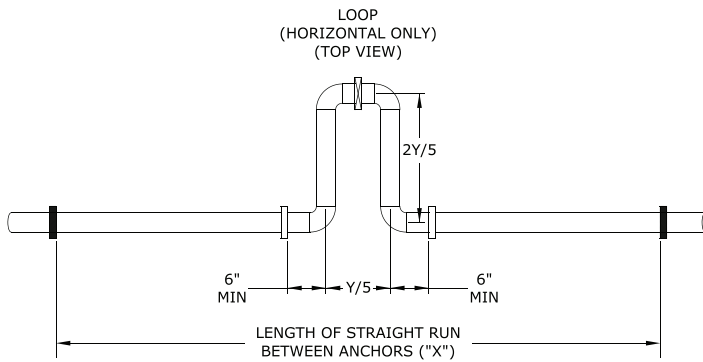 LOOP
(HORIZONTAL ONLY)
(TOP VIEW)
2Y/5
6"
MIN
Y/5
6"
MIN
LENGTH OF STRAIGHT RUN
BETWEEN ANCHORS ("X")